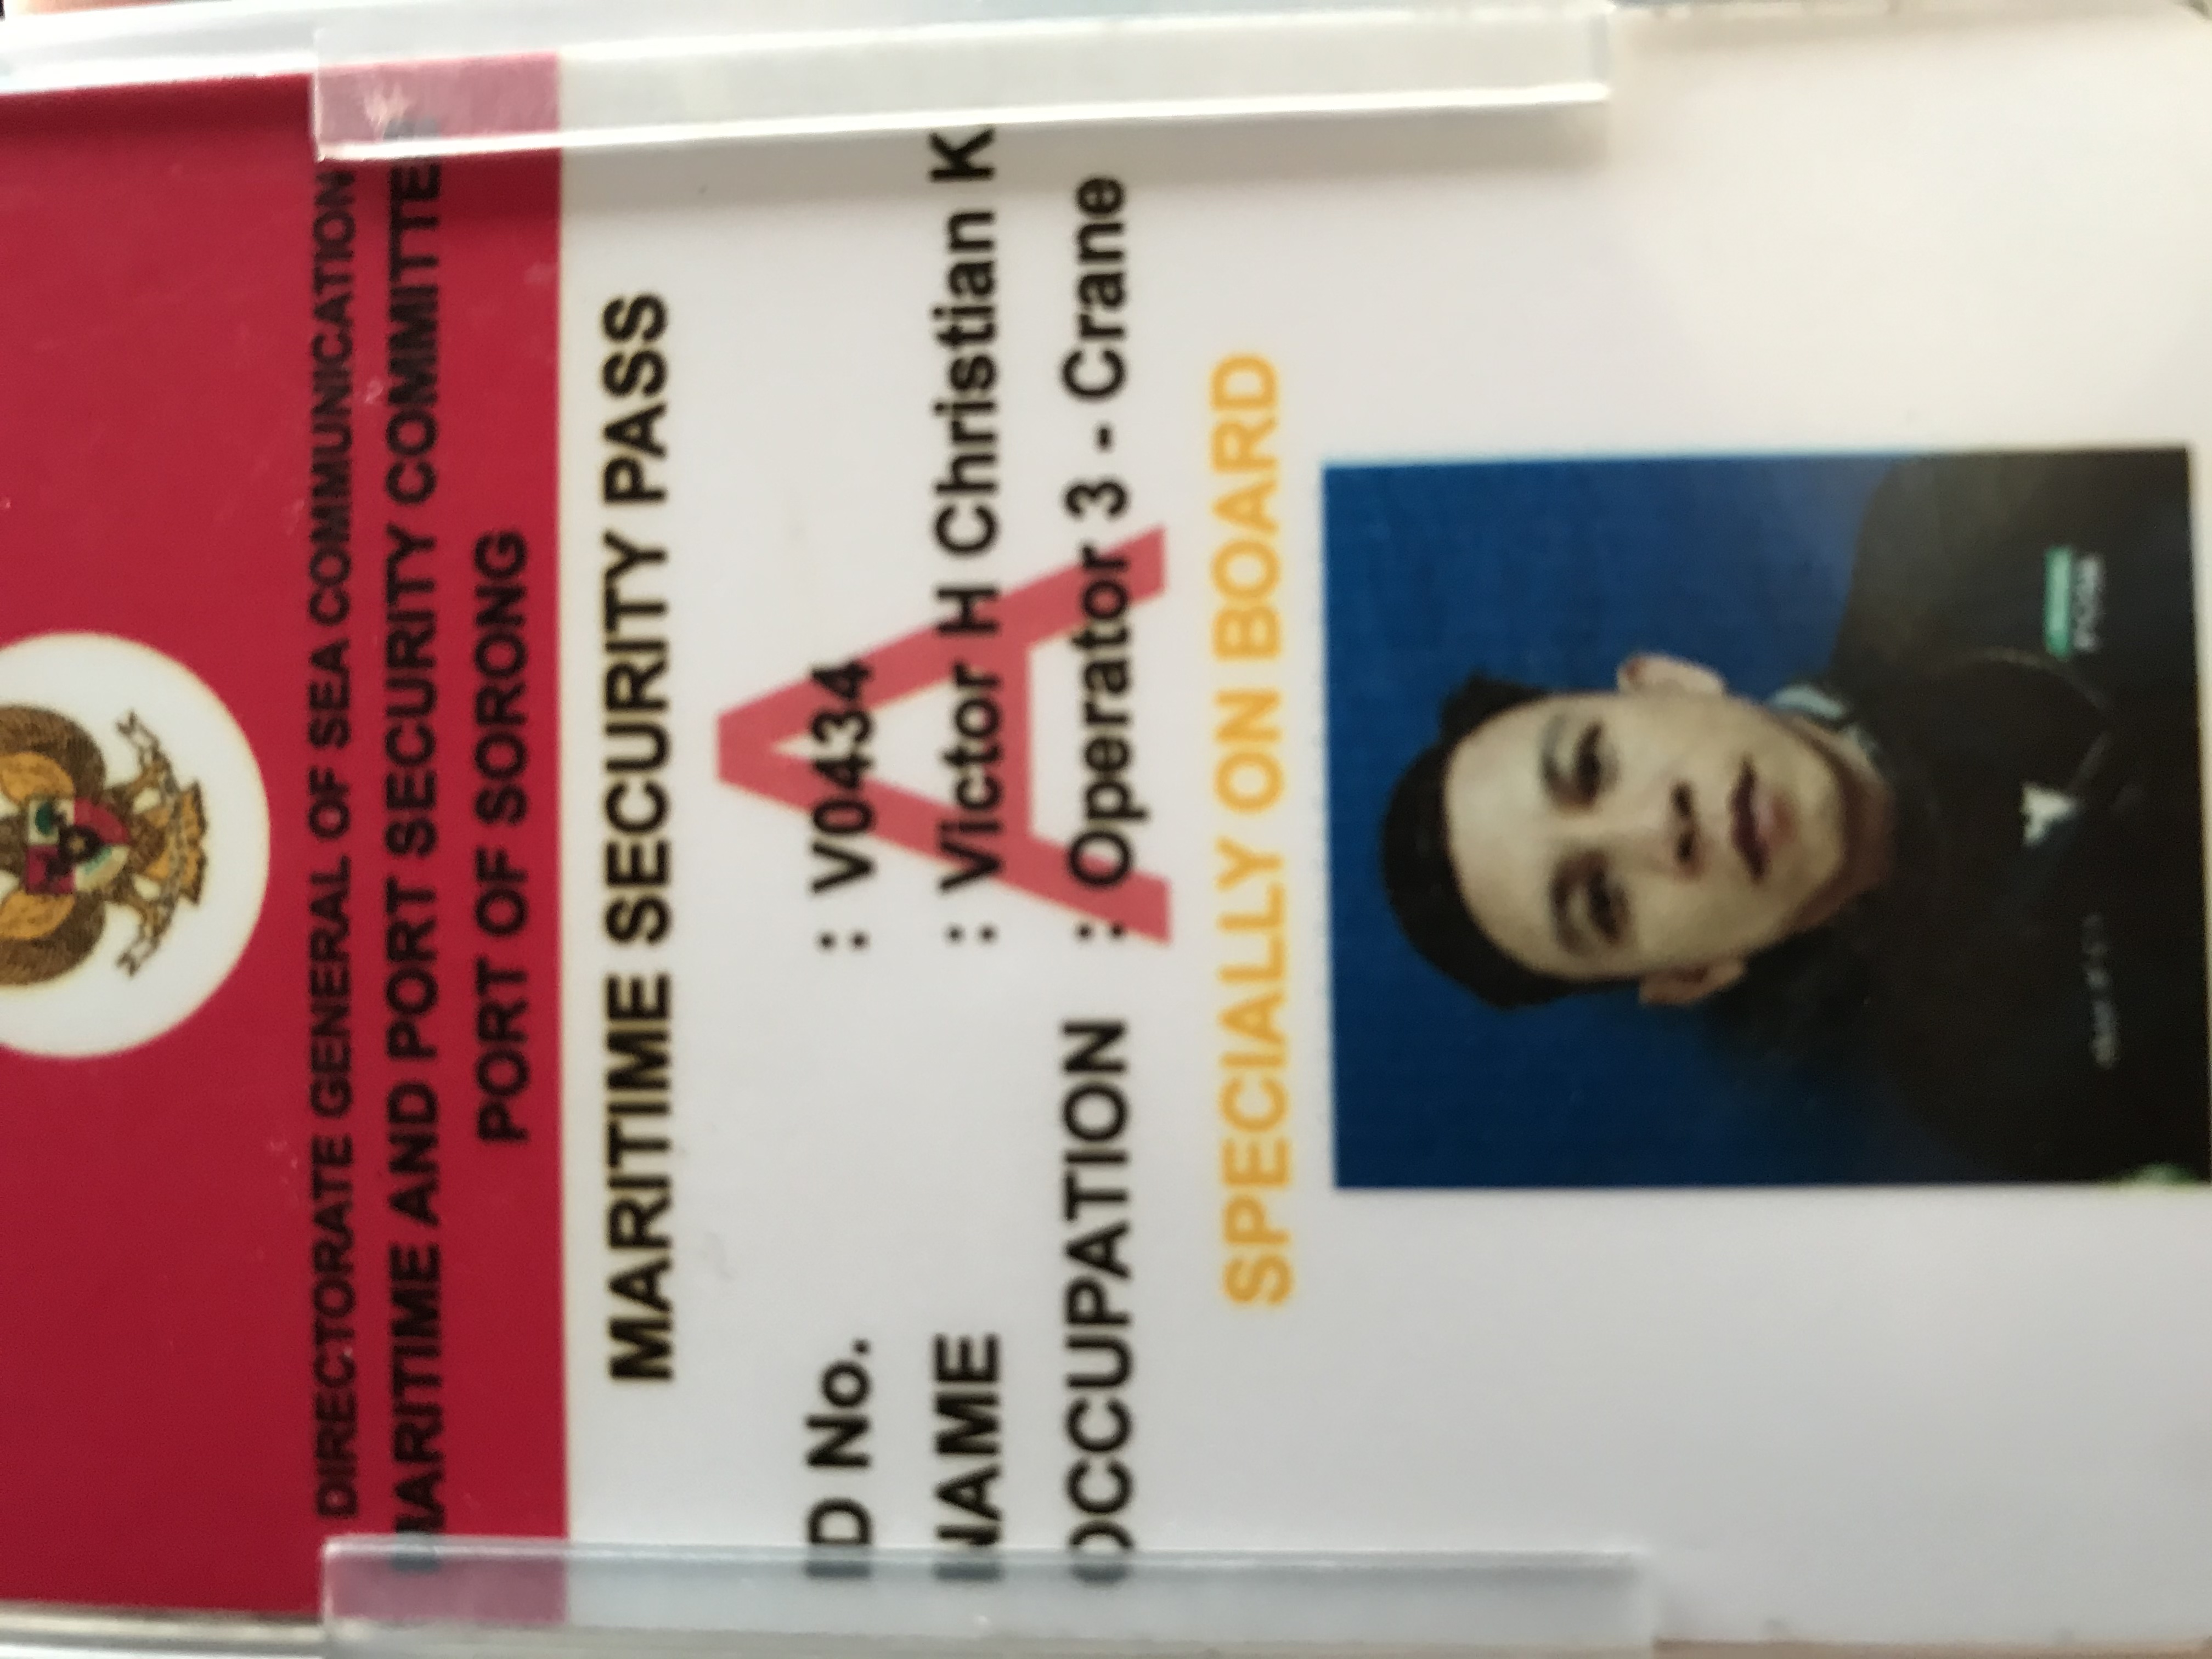 DIRECTORATE GENERAL OF SEA COMMUNICATION
MARITIME AND PORT SECURITY COMMITTEE
PORT OF SORONG
MARITIME SECURITY PASS
A
ID No. : V0434
NAME : Victor H Christian K.
OCCUPATION : Operator 3 - Crane
SPECIALLY ON BOARD